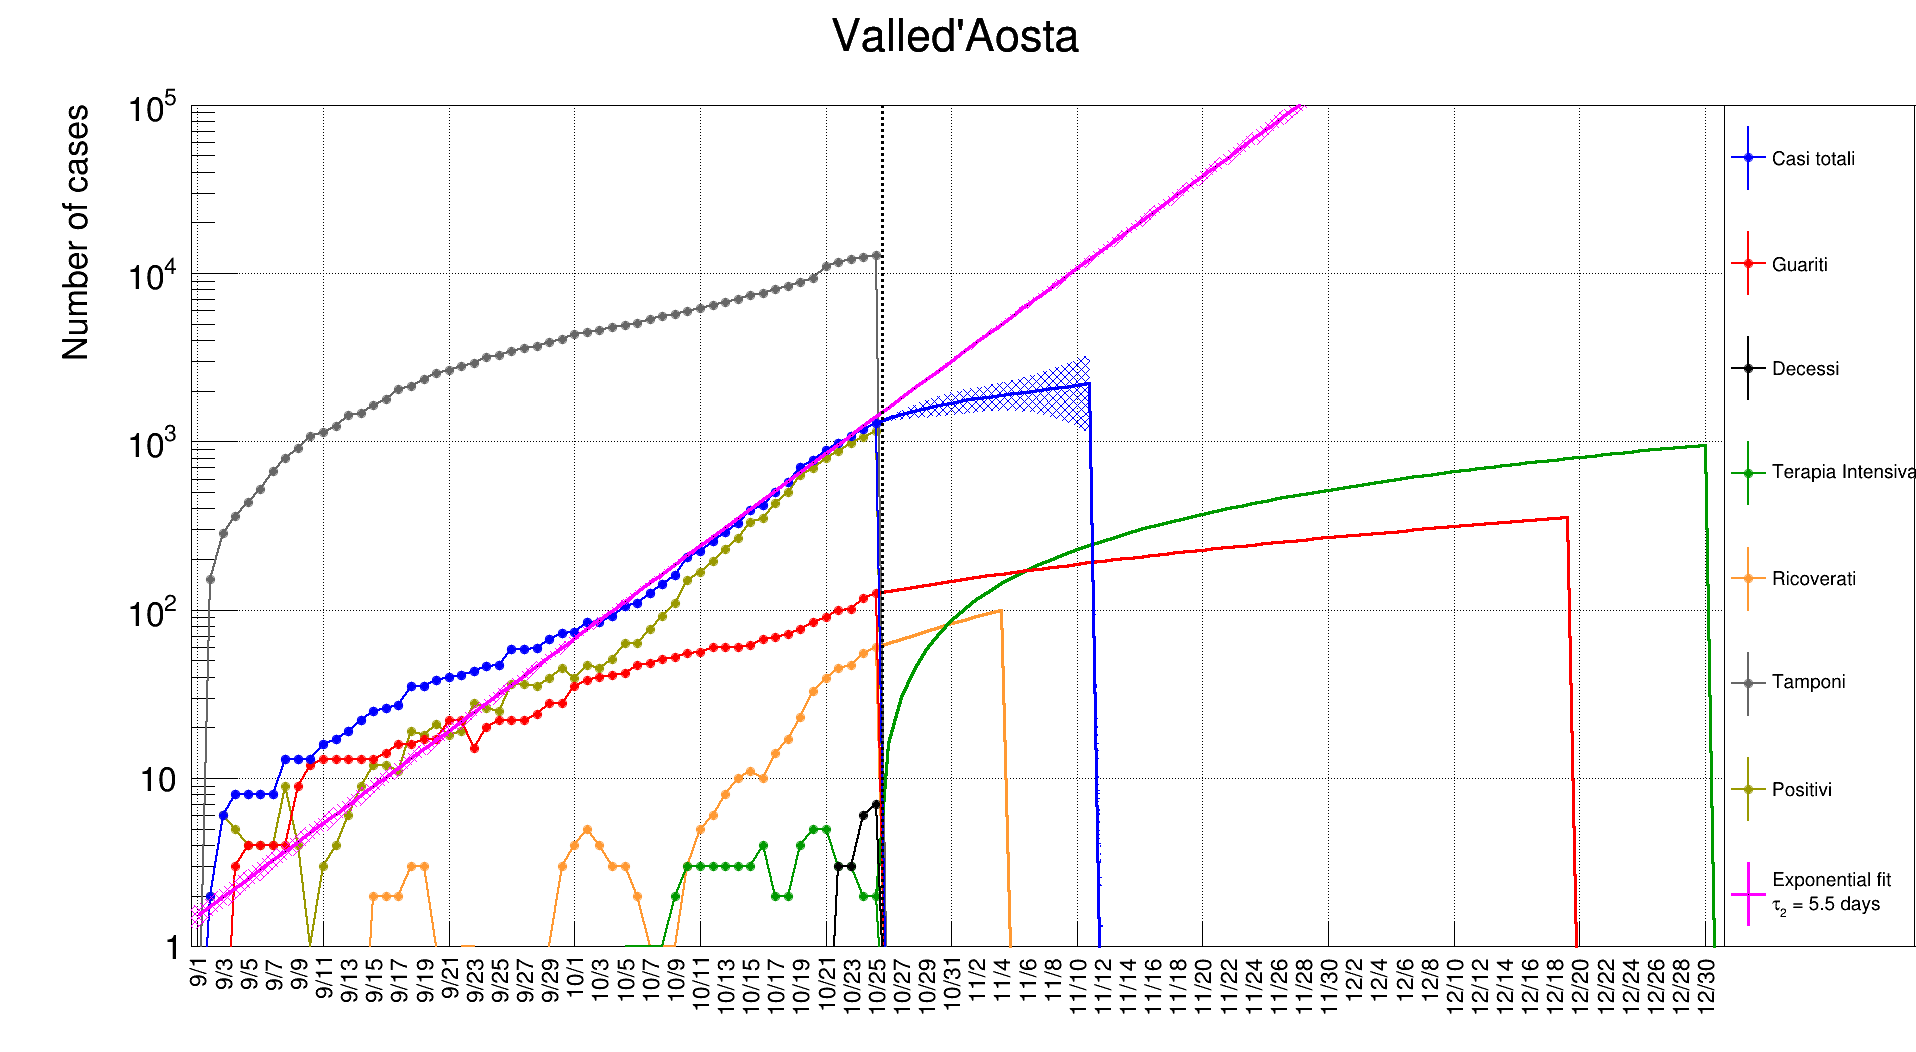 Valled'Aosta
Number of cases
10^5
10^4
10^3
10^2
10
1
9/1 9/3 9/5 9/7 9/9 9/11 9/13 9/15 9/17 9/19 9/21 9/23 9/25 9/27 9/29 10/1 10/3 10/5 10/7 10/9 10/11 10/13 10/15 10/17 10/19 10/21 10/23 10/25 10/27 10/29 10/31 11/2 11/4 11/6 11/8 11/10 11/12 11/14 11/16 11/18 11/20 11/22 11/24 11/26 11/28 11/30 12/2 12/4 12/6 12/8 12/10 12/12 12/14 12/16 12/18 12/20 12/22 12/24 12/26 12/28 12/30
Casi totali
Guariti
Decessi
Terapia Intensiva
Ricoverati
Tamponi
Positivi
Exponential fit
τ₂ = 5.5 days